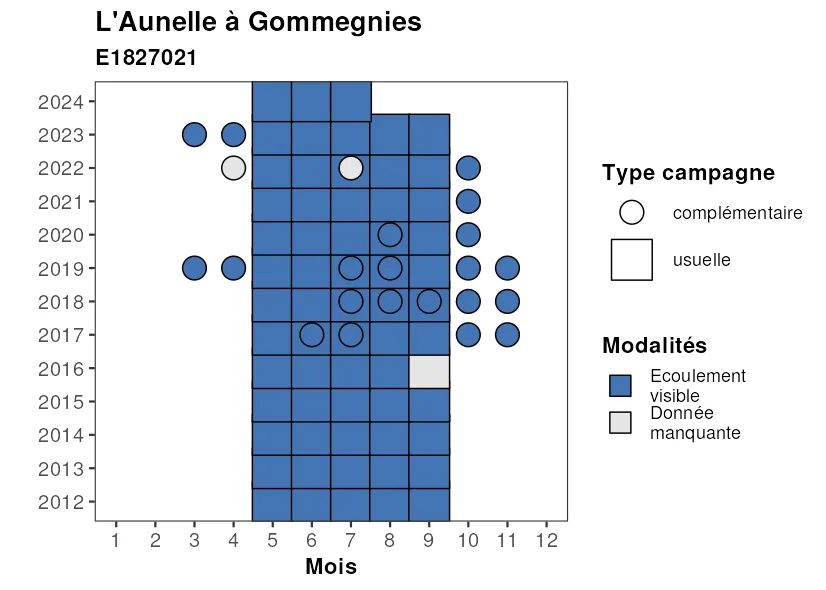 L'Aunelle à Gommegnies
E1827021
2024
2023
2022
2021
2020
2019
2018
2017
2016
2015
2014
2013
2012
1 2 3 4 5 6 7 8 9 10 11 12
Mois
Type campagne
complémentaire
usuelle
Modalités
Ecoulement
visible
Donnée
manquante